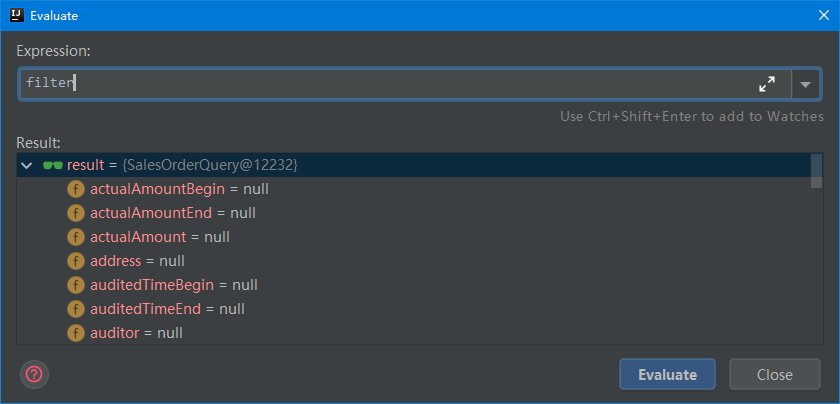 Evaluate
Expression:
filter
Use Ctrl+Shift+Enter to add to Watches
Result:
result = {SalesOrderQuery@12232}
f actualAmountBegin = null
f actualAmountEnd = null
f actualAmount = null
f address = null
f auditedTimeBegin = null
f auditedTimeEnd = null
f auditor = null
? Evaluate Close